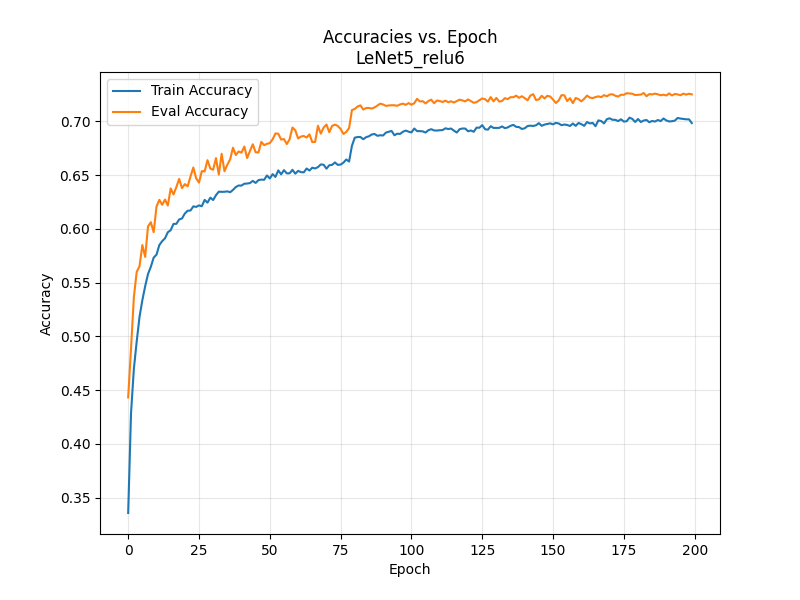 Accuracies vs. Epoch
LeNet5_relu6
Train Accuracy
Eval Accuracy
0.70
0.65
0.60
0.55
0.50
0.45
0.40
0.35
Accuracy
0 25 50 75 100 125 150 175 200
Epoch